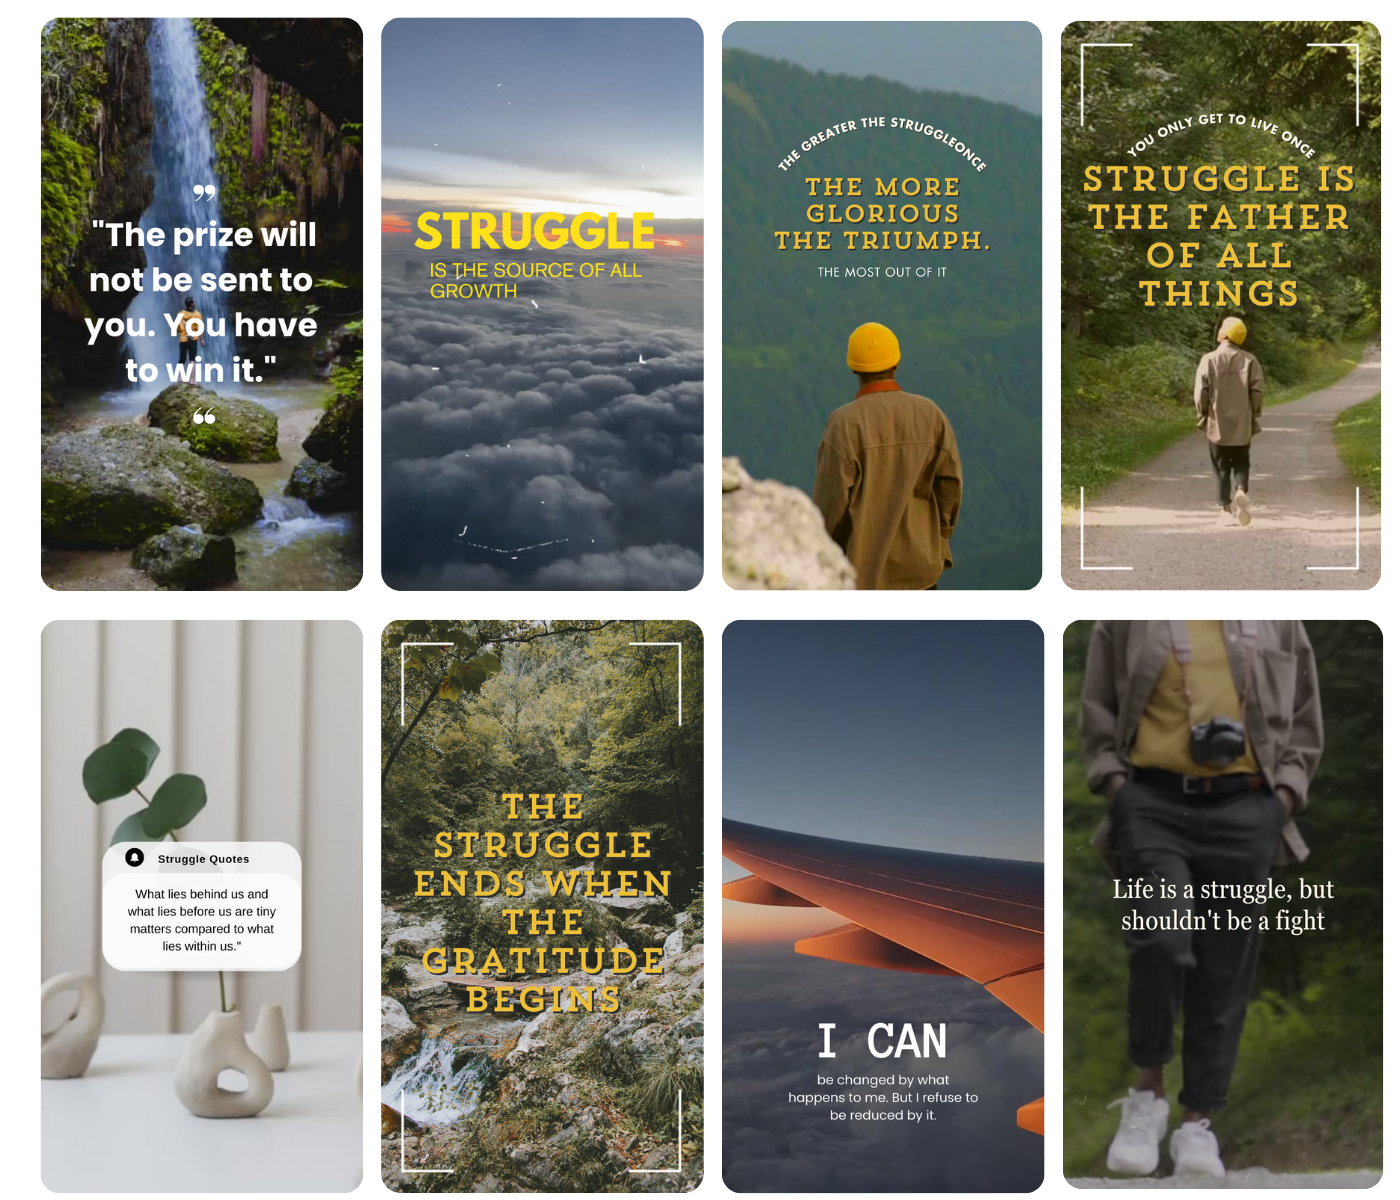 ”
"The prize will
not be sent to
you. You have
to win it."
“
STRUGGLE
IS THE SOURCE OF ALL
GROWTH
THE GREATER THE STRUGGLEONCE
THE MORE
GLORIOUS
THE TRIUMPH.
THE MOST OUT OF IT
YOU ONLY GET TO LIVE ONCE
STRUGGLE IS
THE FATHER
OF ALL
THINGS
Struggle Quotes
What lies behind us and
what lies before us are tiny
matters compared to what
lies within us."
THE
STRUGGLE
ENDS WHEN
THE
GRATITUDE
BEGINS
I CAN
be changed by what
happens to me. But I refuse to
be reduced by it.
Life is a struggle, but
shouldn't be a fight